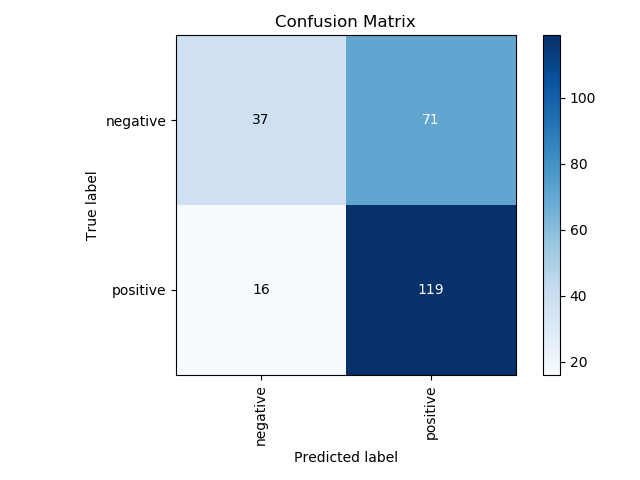 Confusion Matrix
True label
negative
positive
37
71
16
119
negative
positive
Predicted label
100
80
60
40
20